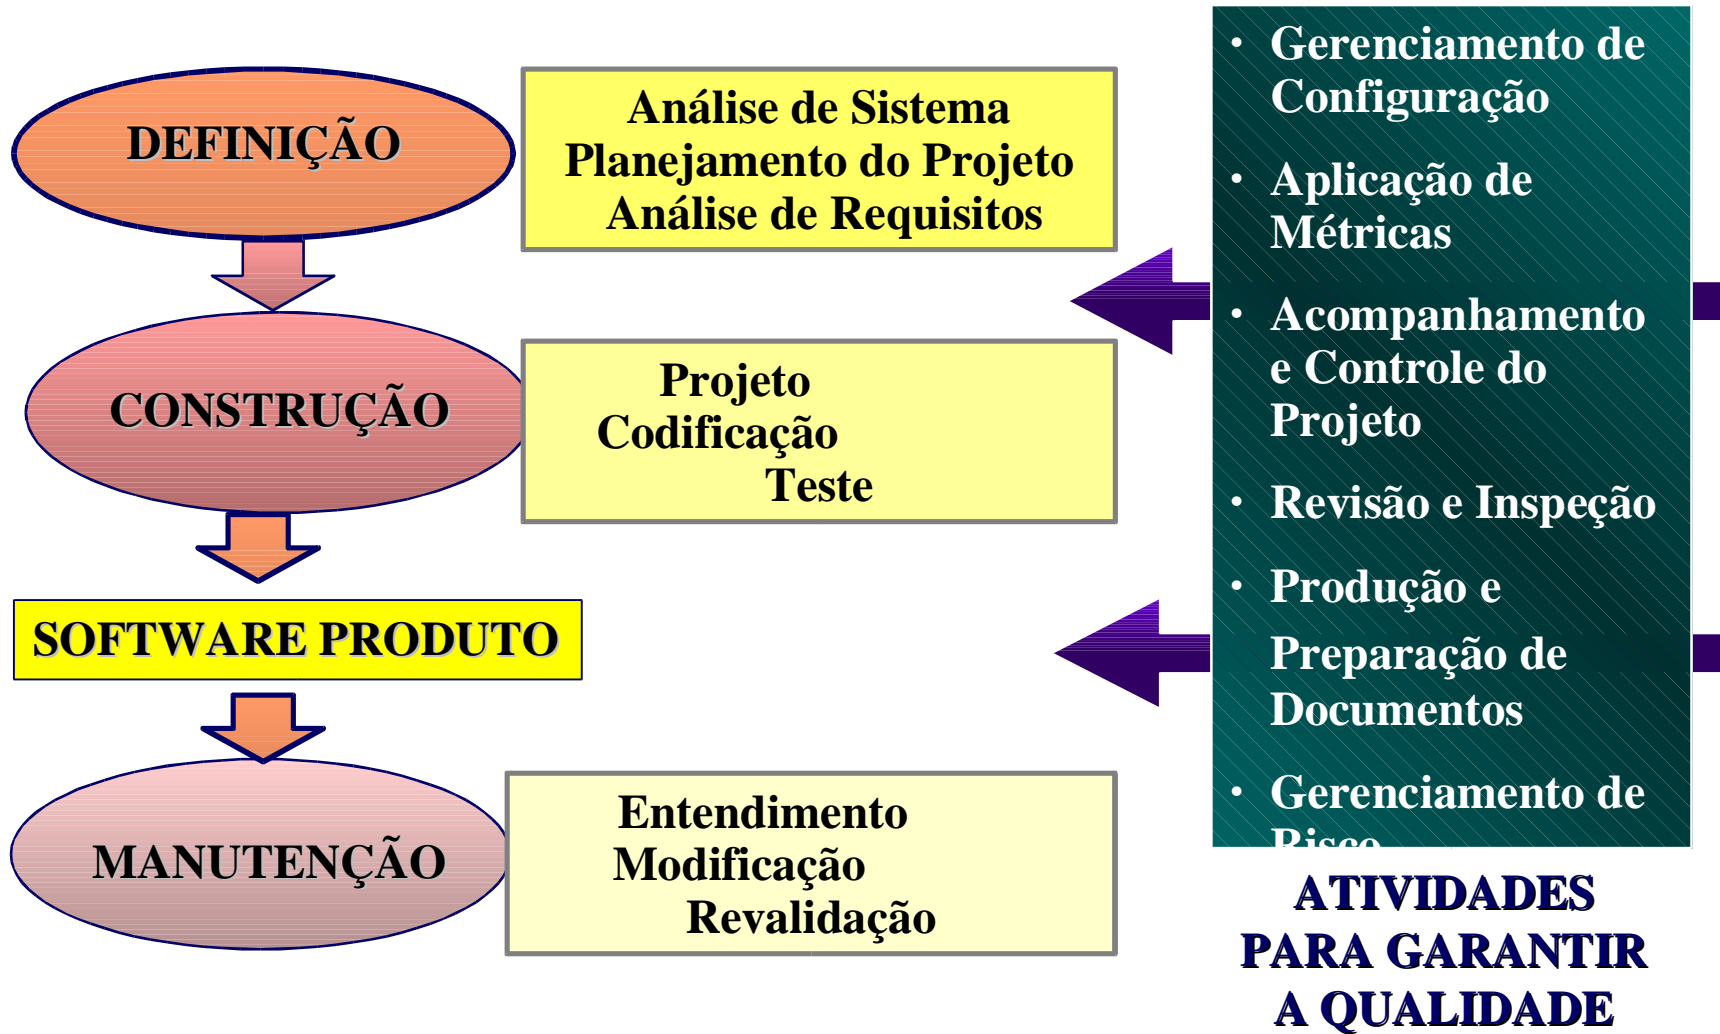 DEFINIÇÃO
Análise de Sistema
Planejamento do Projeto
Análise de Requisitos
CONSTRUÇÃO
Projeto
Codificação
Teste
SOFTWARE PRODUTO
MANUTENÇÃO
Entendimento
Modificação
Revalidação
• Gerenciamento de
Configuração
• Aplicação de
Métricas
• Acompanhamento
e Controle do
Projeto
• Revisão e Inspeção
• Produção e
Preparação de
Documentos
• Gerenciamento de
Risco
ATIVIDADES
PARA GARANTIR
A QUALIDADE